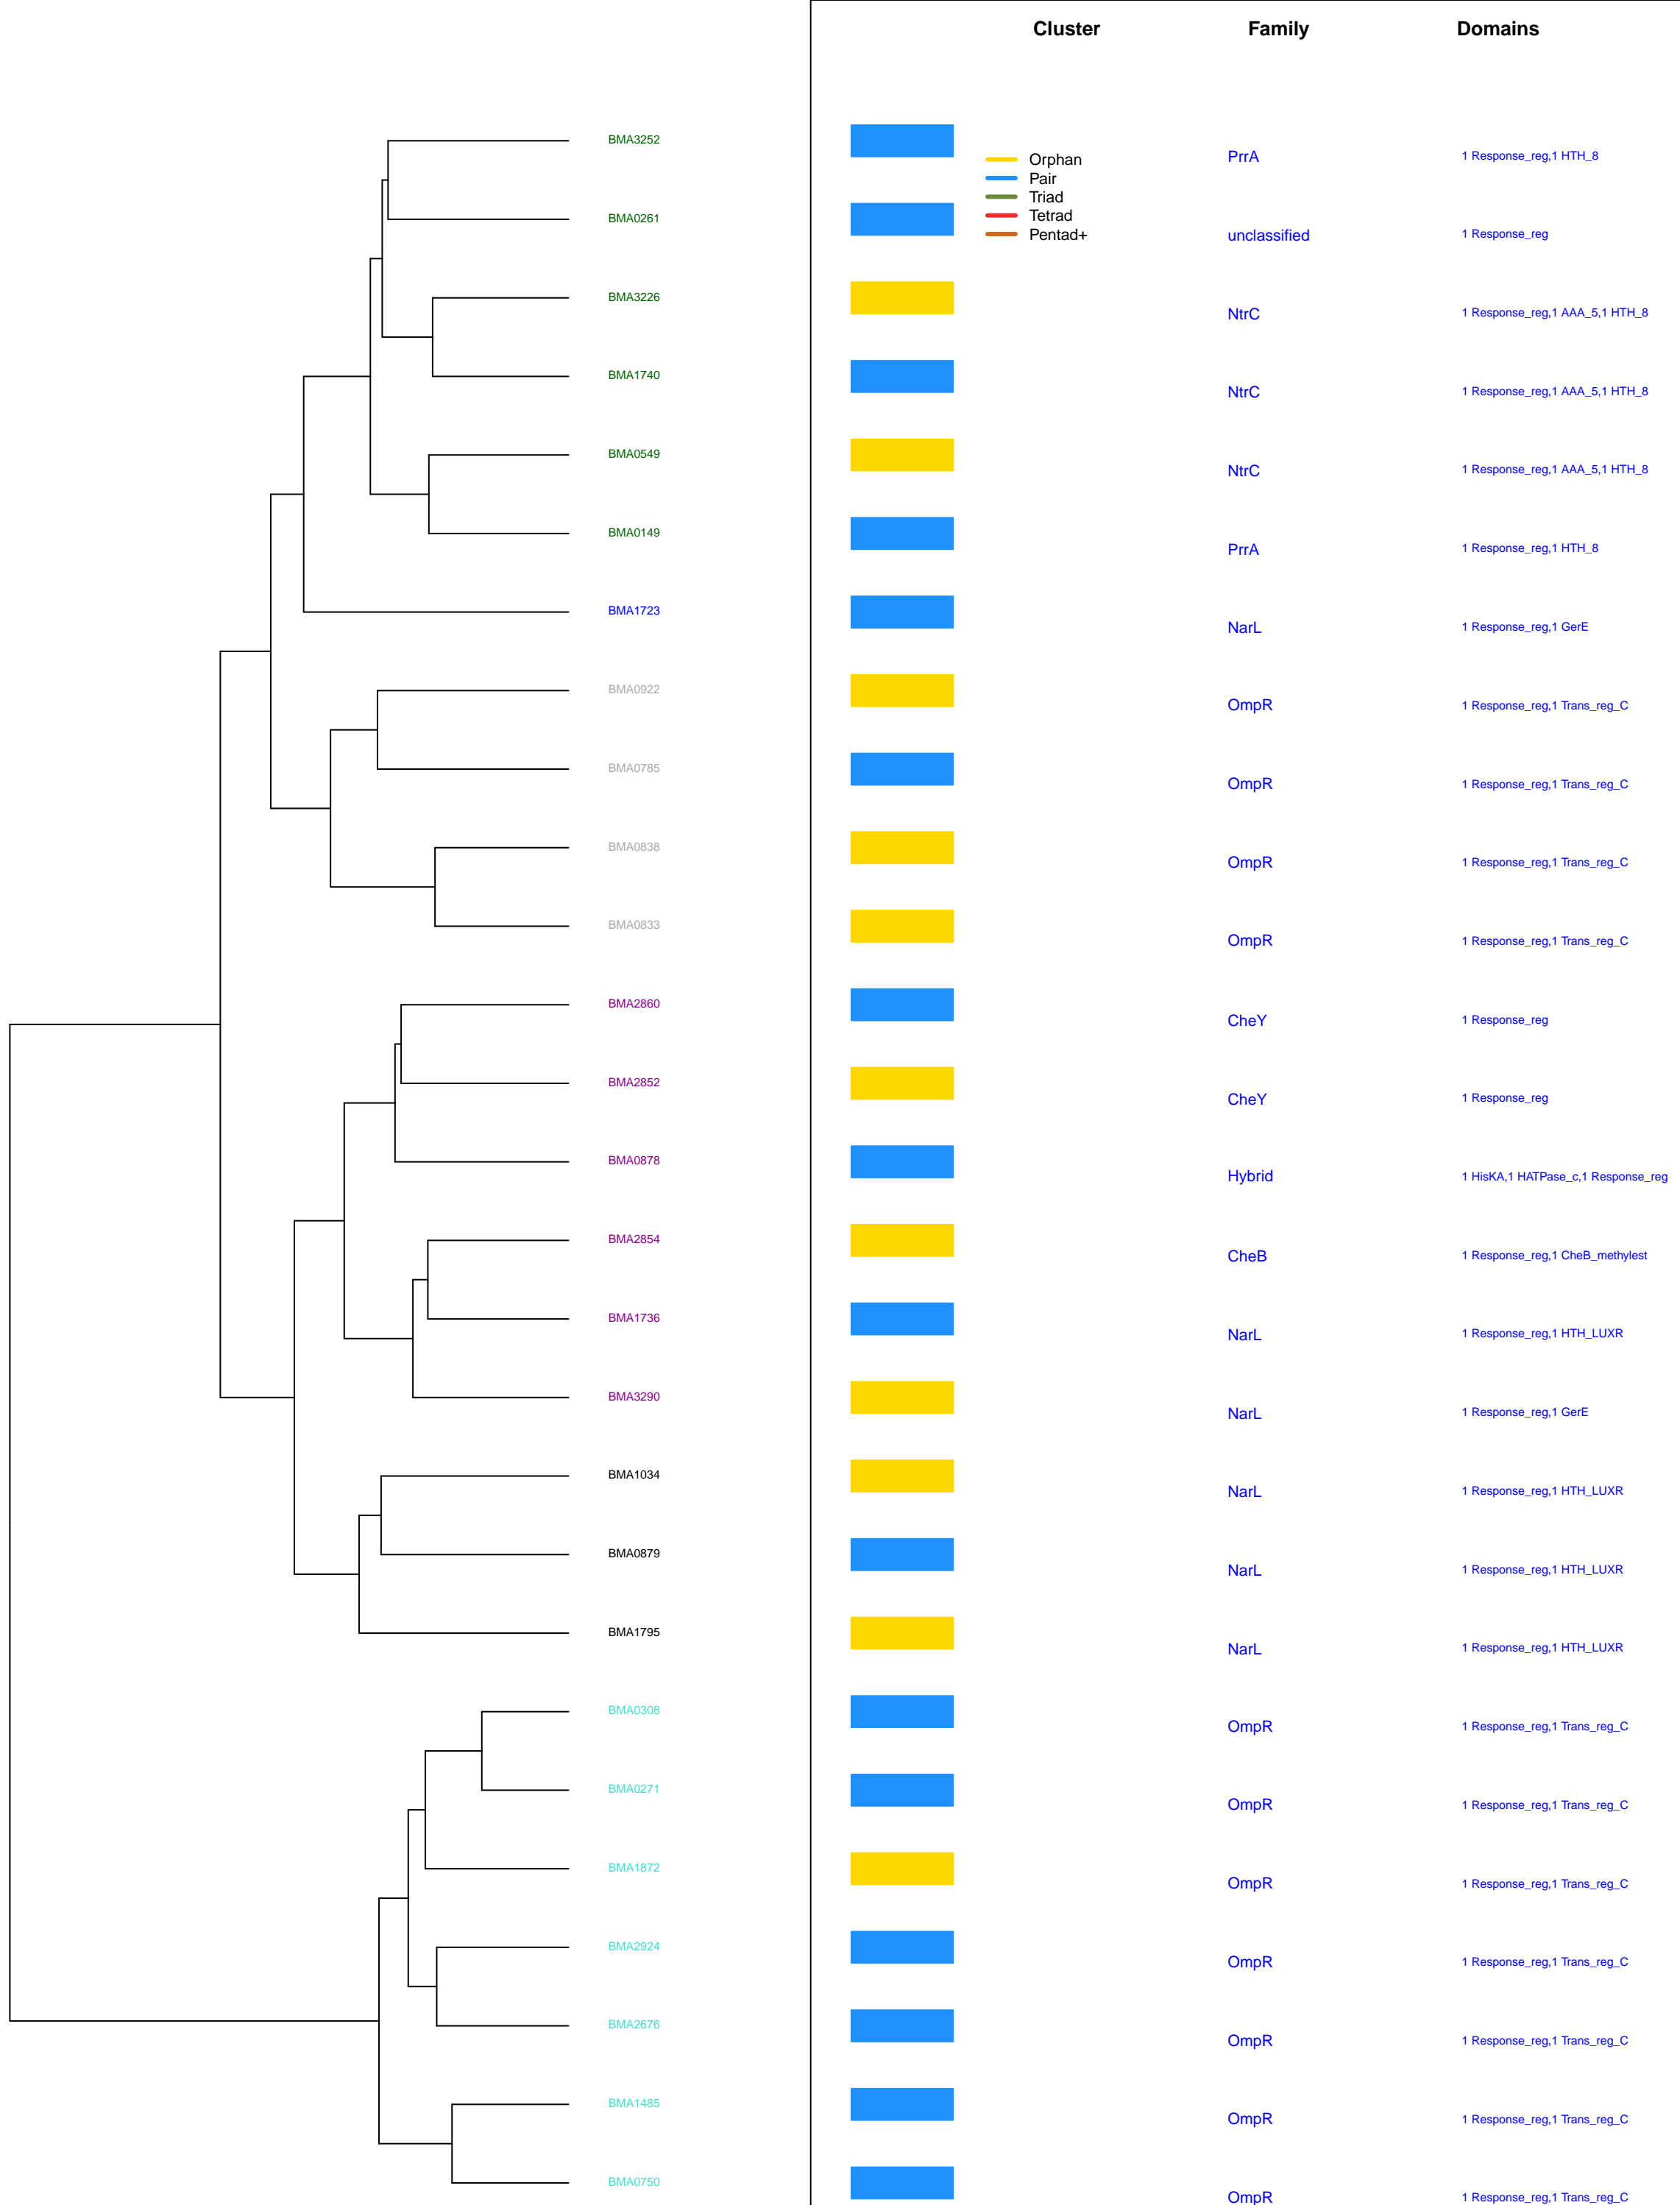 Cluster Family Domains
BMA3252 PrrA 1 Response_reg,1 HTH_8
Orphan
Pair
Triad
Tetrad
Pentad+
BMA0261 unclassified 1 Response_reg
BMA3226 NtrC 1 Response_reg,1 AAA_5,1 HTH_8
BMA1740 NtrC 1 Response_reg,1 AAA_5,1 HTH_8
BMA0549 NtrC 1 Response_reg,1 AAA_5,1 HTH_8
BMA0149 PrrA 1 Response_reg,1 HTH_8
BMA1723 NarL 1 Response_reg,1 GerE
BMA0922 OmpR 1 Response_reg,1 Trans_reg_C
BMA0785 OmpR 1 Response_reg,1 Trans_reg_C
BMA0838 OmpR 1 Response_reg,1 Trans_reg_C
BMA0833 OmpR 1 Response_reg,1 Trans_reg_C
BMA2860 CheY 1 Response_reg
BMA2852 CheY 1 Response_reg
BMA0878 Hybrid 1 HisKA,1 HATPase_c,1 Response_reg
BMA2854 CheB 1 Response_reg,1 CheB_methylest
BMA1736 NarL 1 Response_reg,1 HTH_LUXR
BMA3290 NarL 1 Response_reg,1 GerE
BMA1034 NarL 1 Response_reg,1 HTH_LUXR
BMA0879 NarL 1 Response_reg,1 HTH_LUXR
BMA1795 NarL 1 Response_reg,1 HTH_LUXR
BMA0308 OmpR 1 Response_reg,1 Trans_reg_C
BMA0271 OmpR 1 Response_reg,1 Trans_reg_C
BMA1872 OmpR 1 Response_reg,1 Trans_reg_C
BMA2924 OmpR 1 Response_reg,1 Trans_reg_C
BMA2676 OmpR 1 Response_reg,1 Trans_reg_C
BMA1485 OmpR 1 Response_reg,1 Trans_reg_C
BMA0750 OmpR 1 Response_reg,1 Trans_reg_C